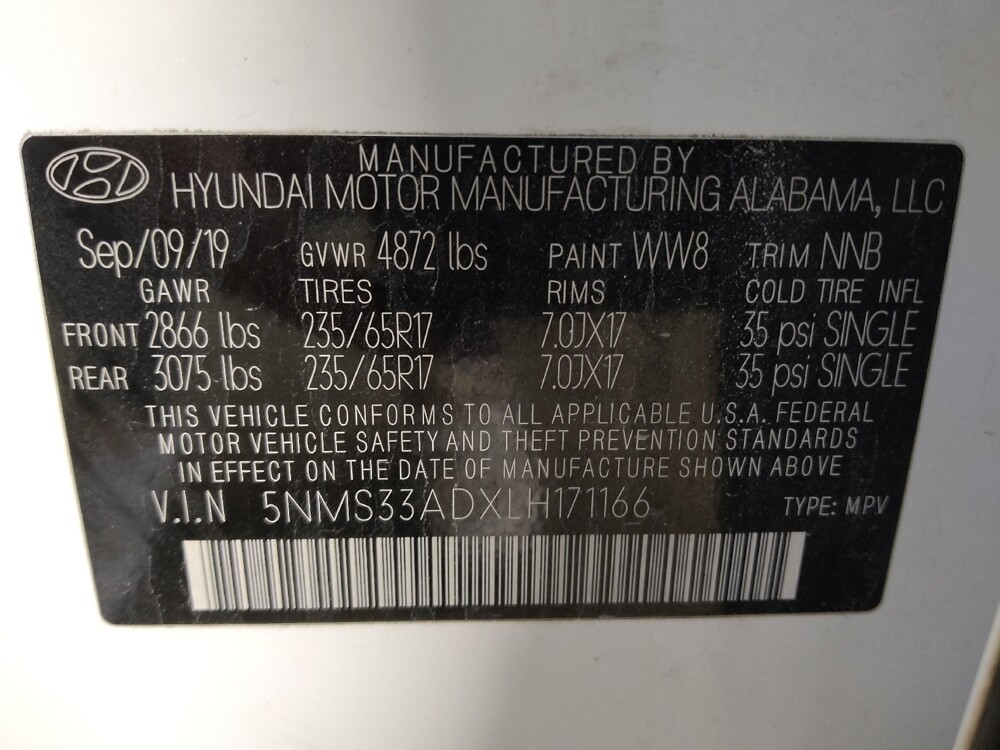 MANUFACTURED BY
HYUNDAI MOTOR MANUFACTURING ALABAMA, LLC
Sep/09/19 GVWR 4872 lbs PAINT WW8 TRIM NNB
GAWR TIRES RIMS COLD TIRE INFL
FRONT 2866 lbs 235/65R17 7.0JX17 35 psi SINGLE
REAR 3075 lbs 235/65R17 7.0JX17 35 psi SINGLE
THIS VEHICLE CONFORMS TO ALL APPLICABLE U.S.A. FEDERAL
MOTOR VEHICLE SAFETY AND THEFT PREVENTION STANDARDS
IN EFFECT ON THE DATE OF MANUFACTURE SHOWN ABOVE
V.I.N 5NMS33ADXLH171166 TYPE: MPV